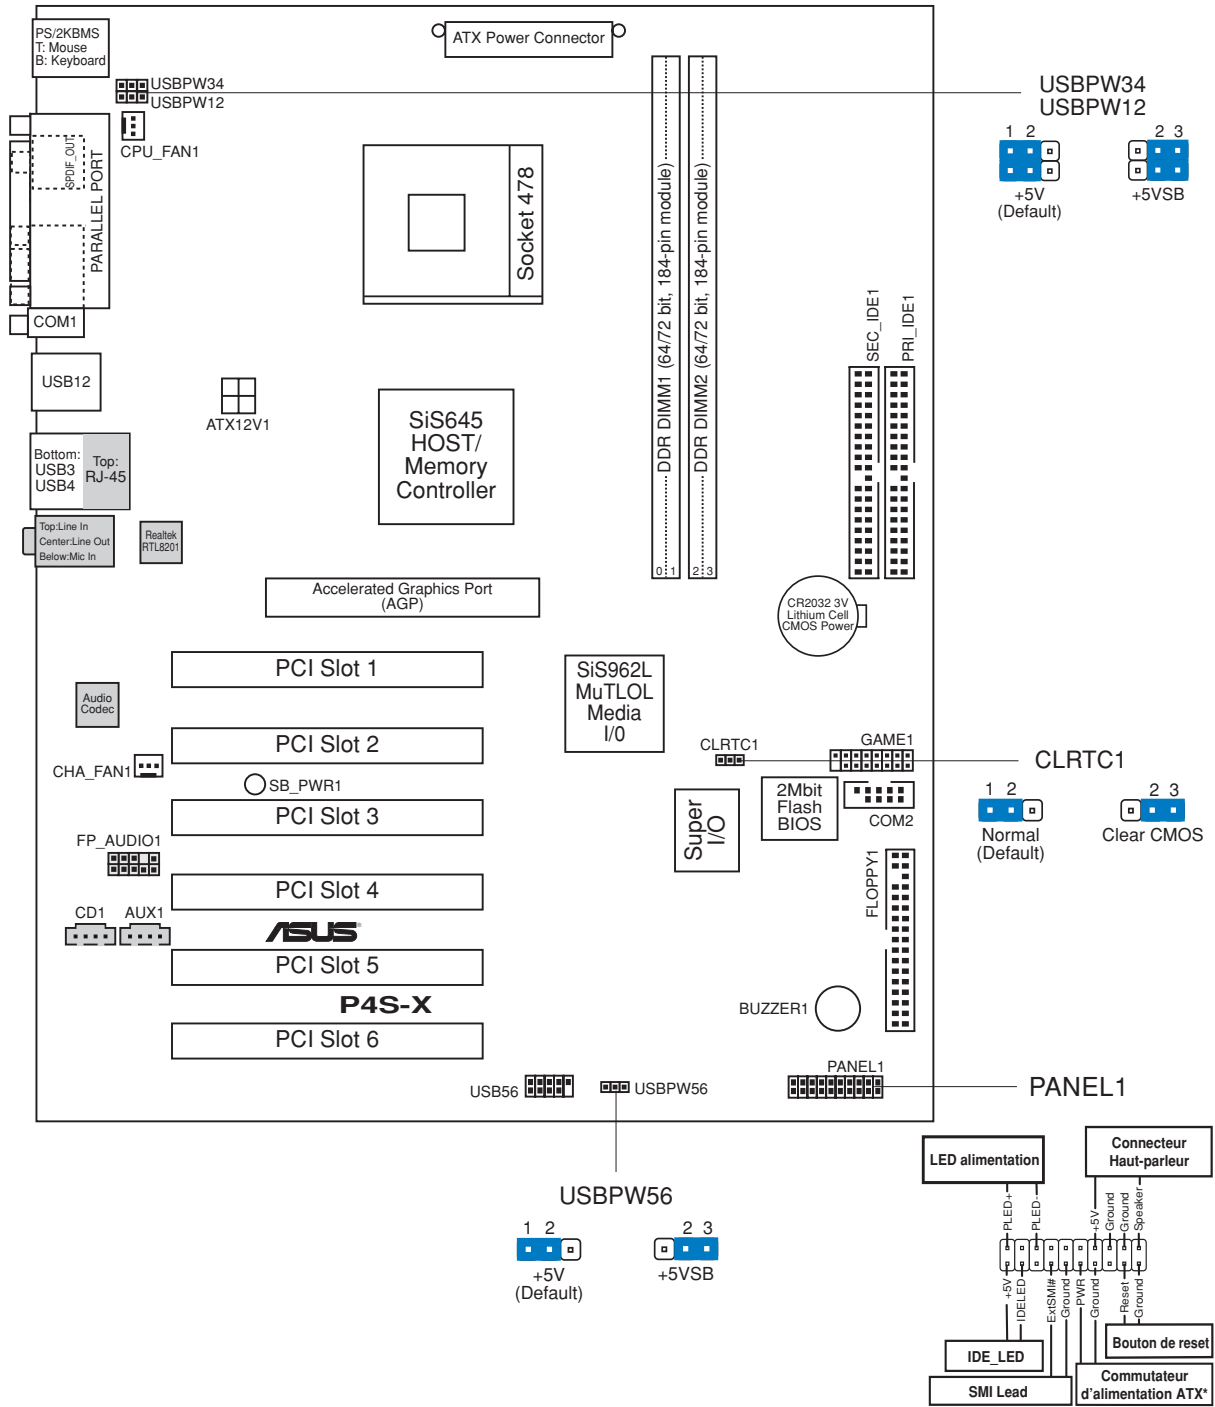 PS/2KBMS
T: Mouse
B: Keyboard
ATX Power Connector
USBPW34
USBPW12
CPU_FAN1
SPDIF_OUT
PARALLEL PORT
COM1
USB12
ATX12V1
Bottom:
USB3
USB4
Top:
RJ-45
Top:Line In
Center:Line Out
Below:Mic In
Realtek
RTL8201
Socket 478
SiS645
HOST/
Memory
Controller
DDR DIMM1 (64/72 bit, 184-pin module)
DDR DIMM2 (64/72 bit, 184-pin module)
0 1
2 3
SEC_IDE1
PRI_IDE1
USBPW34
USBPW12
1 2
2 3
+5V
(Default)
+5VSB
Accelerated Graphics Port
(AGP)
CR2032 3V
Lithium Cell
CMOS Power
PCI Slot 1
SiS962L
MuTLOL
Media
I/0
Audio
Codec
PCI Slot 2
CHA_FAN1
SB_PWR1
CLRTC1
GAME1
CLRTC1
1 2
2 3
Normal
(Default)
Clear CMOS
2Mbit
Flash
BIOS
Super
I/O
COM2
PCI Slot 3
FP_AUDIO1
FLOPPY1
PCI Slot 4
CD1
AUX1
ASUS
PCI Slot 5
P4S-X
BUZZER1
PCI Slot 6
USB56
USBPW56
PANEL1
PANEL1
USBPW56
1 2
2 3
+5V
(Default)
+5VSB
LED alimentation
Connecteur
Haut-parleur
PLED+
PLED-
+5V
Ground
Ground
Speaker
+5V
IDELED
ExtSMI#
Ground
PWR
Ground
Reset
Ground
IDE_LED
Bouton de reset
SMI Lead
Commutateur
d'alimentation ATX*